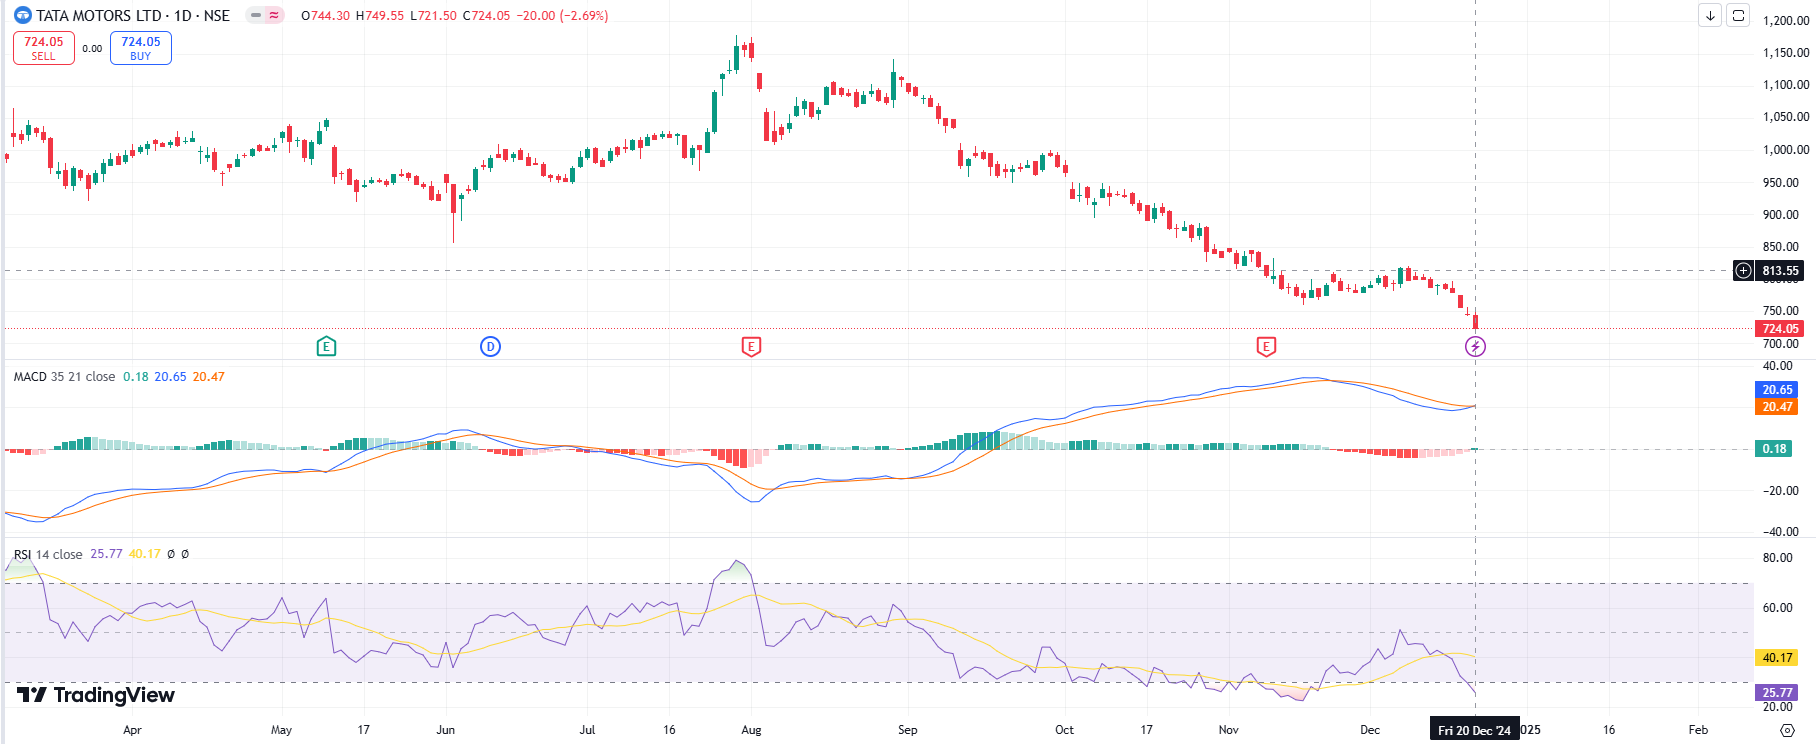 TATA MOTORS LTD · 1D · NSE O744.30 H749.55 L721.50 C724.05 −20.00 (−2.69%)
724.05 0.00 724.05
SELL BUY
1,200.00
1,150.00
1,100.00
1,050.00
1,000.00
950.00
900.00
850.00
813.55
750.00
724.05
700.00
E D E E
MACD 35 21 close 0.18 20.65 20.47
40.00
20.65
20.47
0.18
−20.00
−40.00
RSI 14 close 25.77 40.17 Ø Ø
80.00
60.00
40.17
25.77
20.00
TradingView
Apr May 17 Jun Jul 16 Aug Sep Oct 17 Nov Dec Fri 20 Dec '24 025 16 Feb